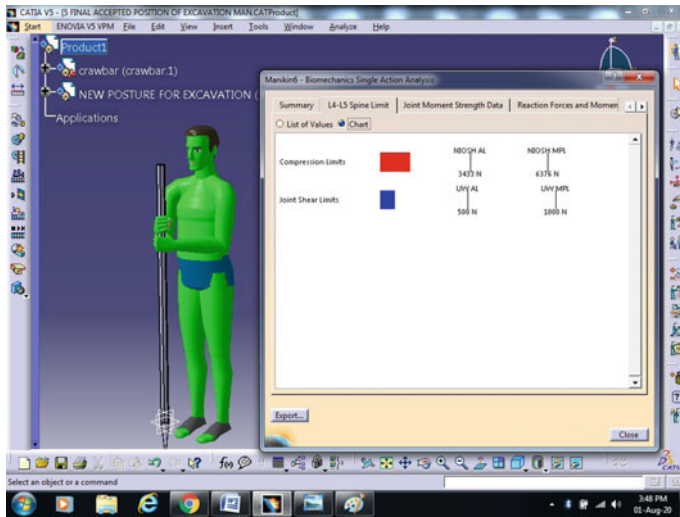 CATIA V5 - [5 FINAL ACCEPTED POSITION OF EXCAVATION MAN.CATProduct]
Start ENOVIA V5 VPM File Edit View Insert Tools Window Analyze Help
Product1
crawbar (crawbar.1)
NEW POSTURE FOR EXCAVATION (
Applications
Manikin6 - Biomechanics Single Action Analysis
Summary L4-L5 Spine Limit Joint Moment Strength Data Reaction Forces and Momen
List of Values Chart
NIOSH AL NIOSH MPL
Compression Limits
3433 N 6376 N
UW AL UW MPL
Joint Shear Limits
500 N 1000 N
Export...
Close
f(x)
Select an object or a command
3:48 PM
01-Aug-20